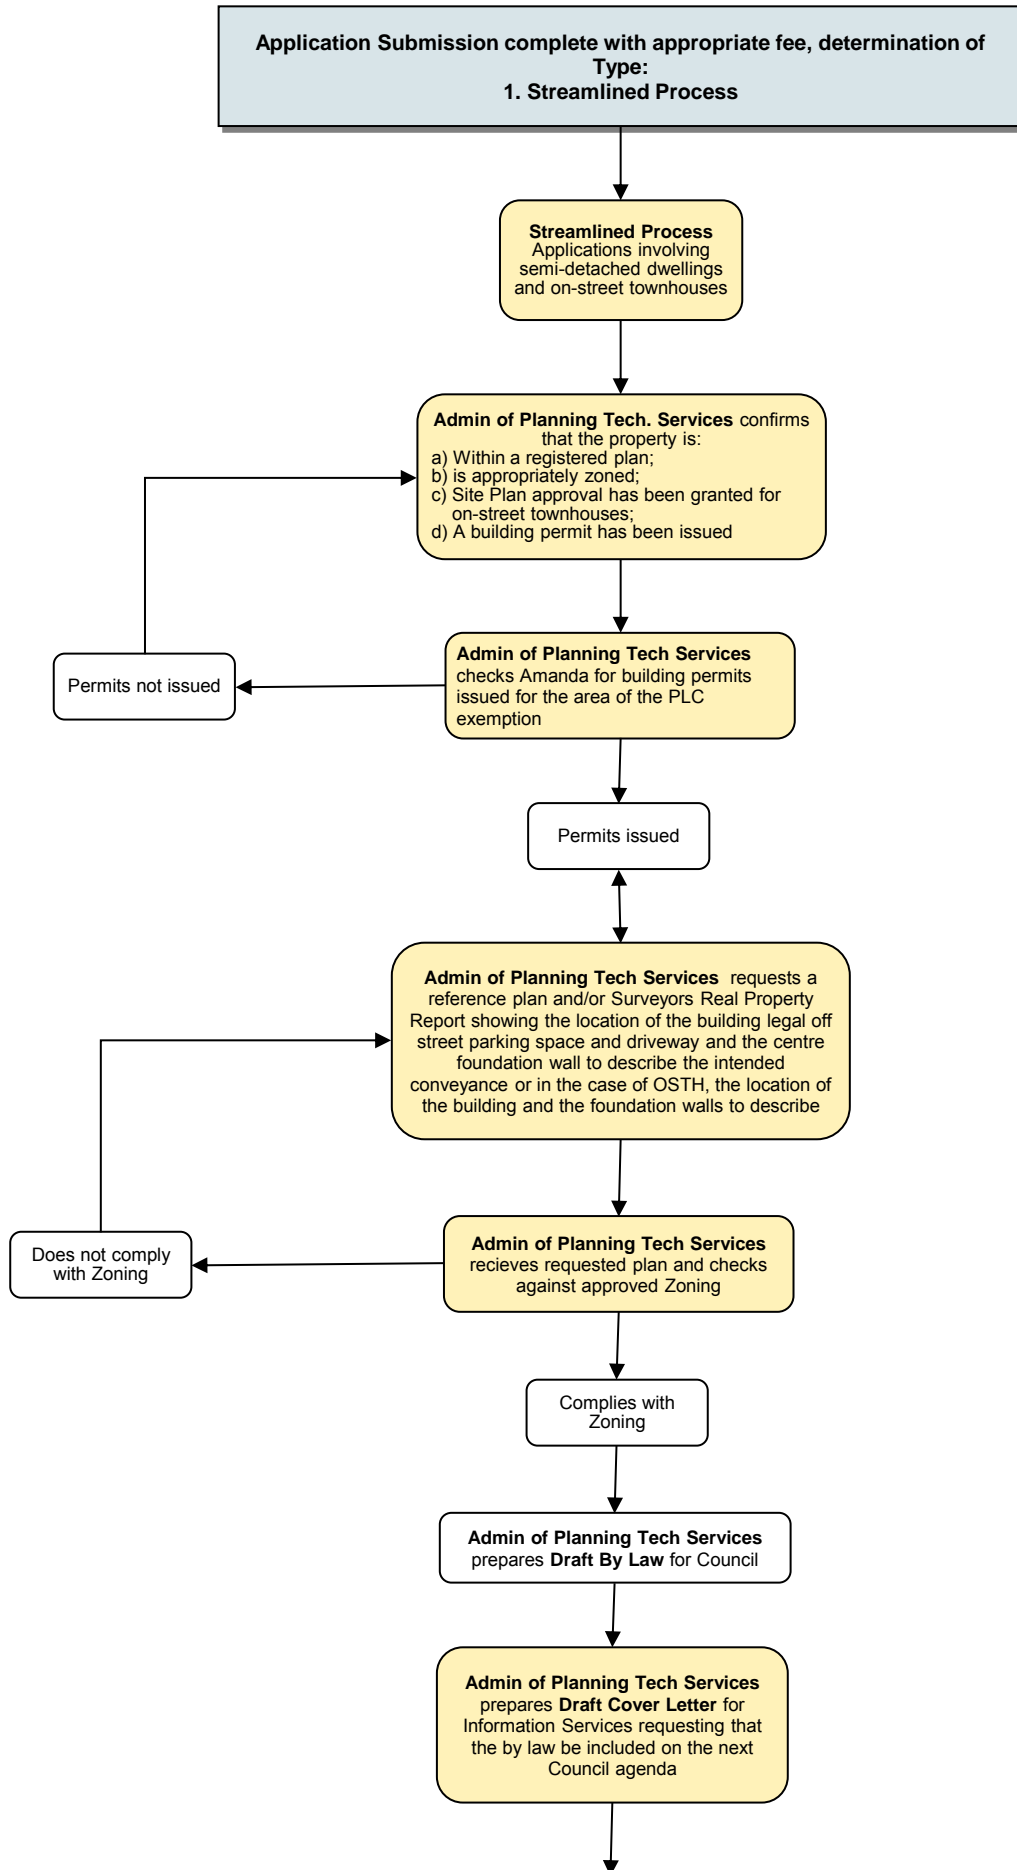 Application Submission complete with appropriate fee, determination of
Type:
1. Streamlined Process
Streamlined Process
Applications involving
semi-detached dwellings
and on-street townhouses
Admin of Planning Tech. Services confirms
that the property is:
a) Within a registered plan;
b) is appropriately zoned;
c) Site Plan approval has been granted for
on-street townhouses;
d) A building permit has been issued
Admin of Planning Tech Services
checks Amanda for building permits
issued for the area of the PLC
exemption
Permits not issued
Permits issued
Admin of Planning Tech Services requests a
reference plan and/or Surveyors Real Property
Report showing the location of the building legal off
street parking space and driveway and the centre
foundation wall to describe the intended
conveyance or in the case of OSTH, the location of
the building and the foundation walls to describe
Admin of Planning Tech Services
recieves requested plan and checks
against approved Zoning
Does not comply
with Zoning
Complies with
Zoning
Admin of Planning Tech Services
prepares Draft By Law for Council
Admin of Planning Tech Services
prepares Draft Cover Letter for
Information Services requesting that
the by law be included on the next
Council agenda